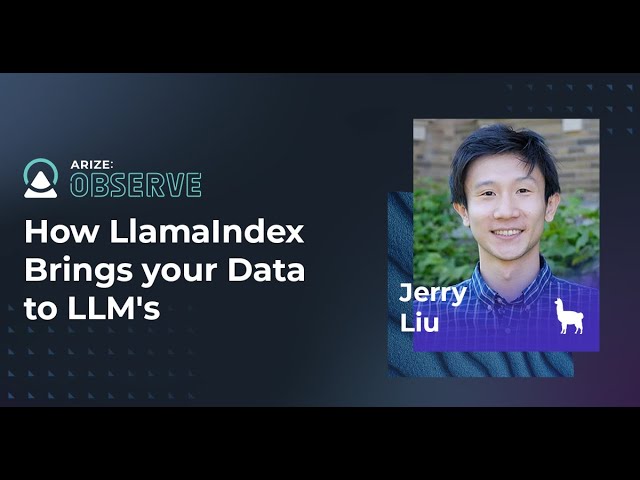 ARIZE:
OBSERVE
How LlamaIndex
Brings your Data
to LLM's
Jerry
Liu